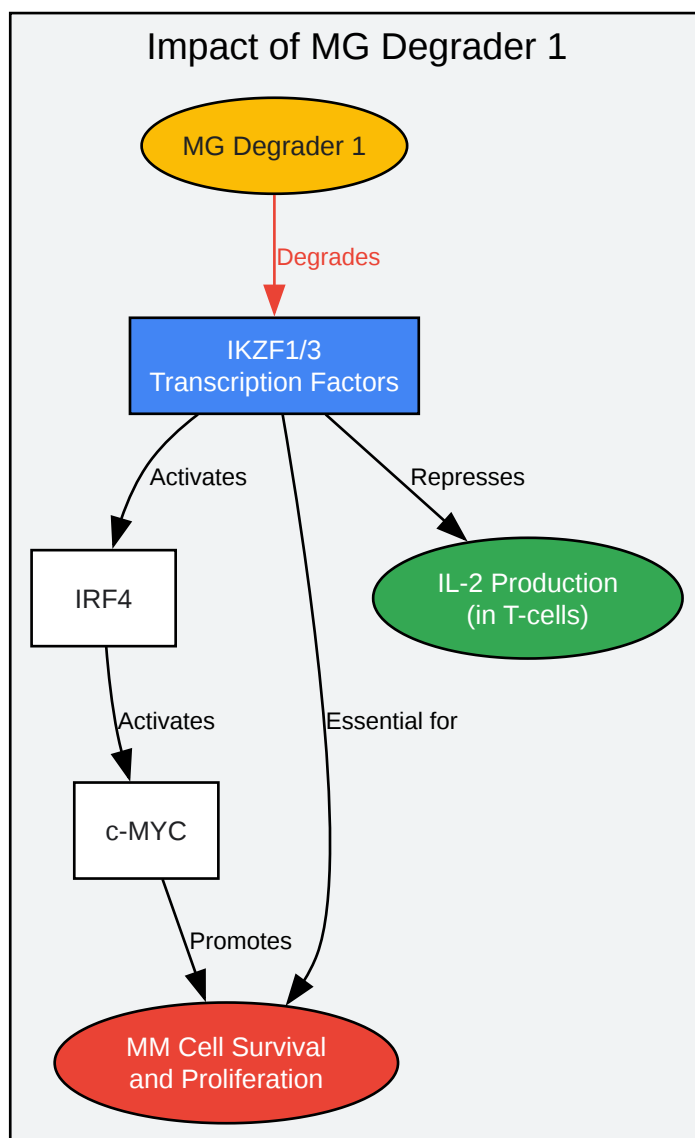 Impact of MG Degrader 1
MG Degrader 1
Degrades
IKZF1/3
Transcription Factors
Activates
Represses
IRF4
IL-2 Production
(in T-cells)
Activates
Essential for
c-MYC
Promotes
MM Cell Survival
and Proliferation